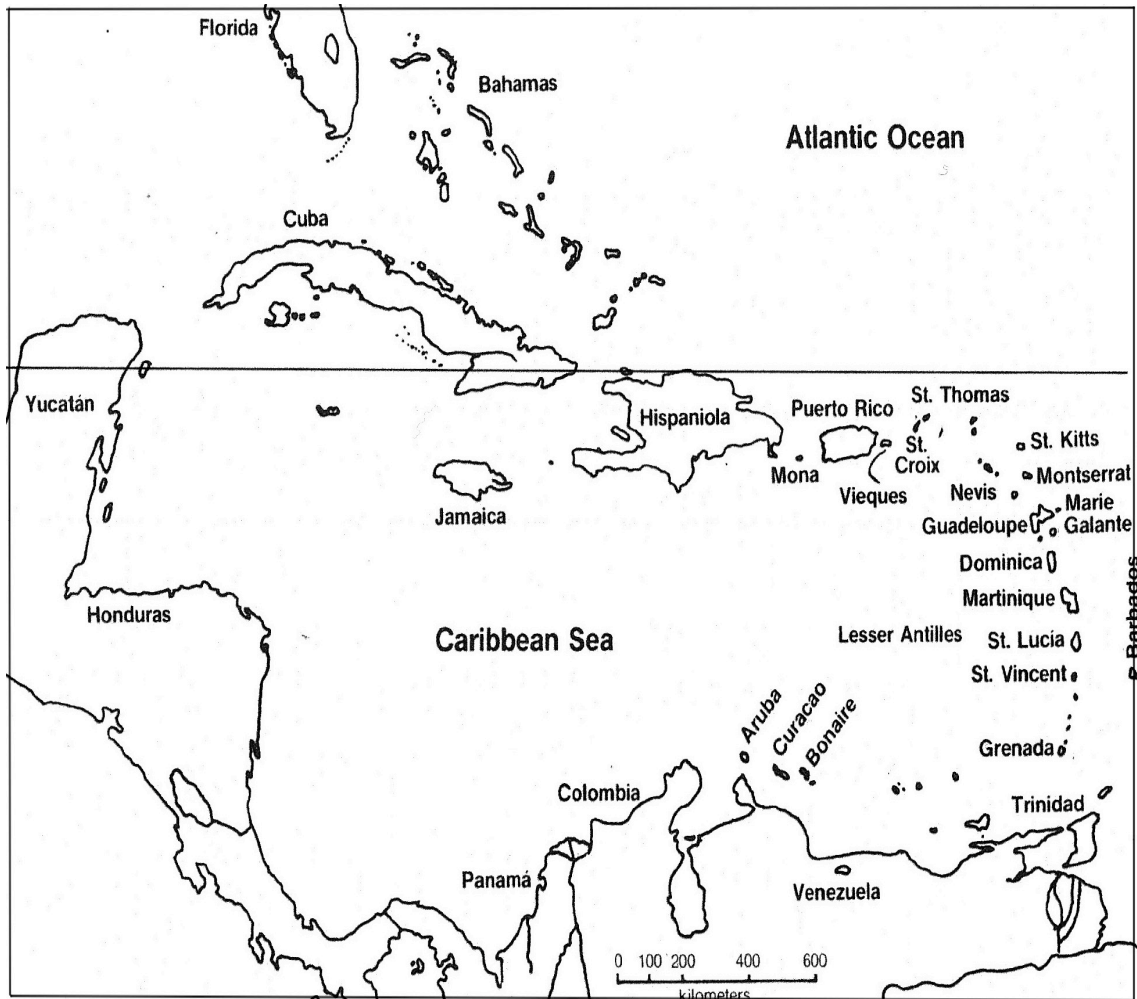 Florida
Bahamas
Atlantic Ocean
Cuba
Yucatán
Hispaniola
Puerto Rico
St. Thomas
St.
Croix
St. Kitts
Mona
Vieques
Montserrat
Nevis
Marie
Galante
Guadeloupe
Jamaica
Dominica
Barbados
Honduras
Martinique
Caribbean Sea
Lesser Antilles
St. Lucía
St. Vincent
Aruba
Curacao
Bonaire
Grenada
Colombia
Trinidad
Panamá
Venezuela
0 100 200 400 600
kilometers